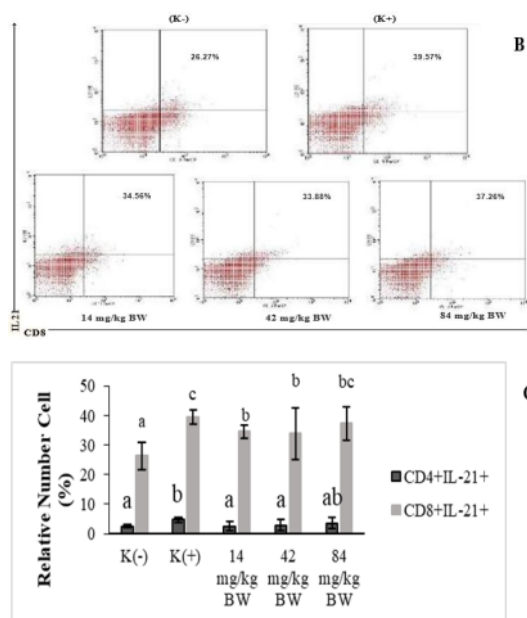 (K-)
(K+)
B
26.27%
39.57%
34.56%
33.88%
37.26%
IL21
CD8
14 mg/kg BW
42 mg/kg BW
84 mg/kg BW
C
Relative Number Cell
(%)
50
40
30
20
10
0
a
c
b
b
bc
a
b
a
a
ab
K(-)
K(+)
14
mg/kg
BW
42
mg/kg
BW
84
mg/kg
BW
CD4+IL-21+
CD8+IL-21+